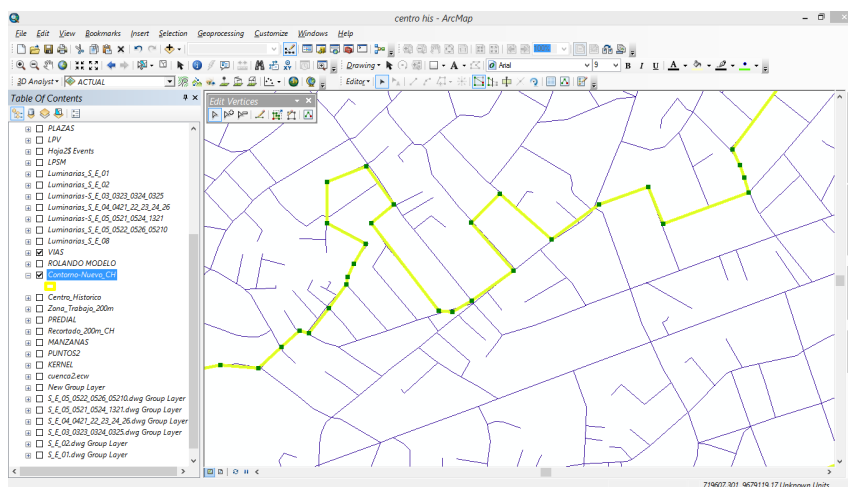 centro his - ArcMap
File Edit View Bookmarks Insert Selection Geoprocessing Customize Windows Help
Drawing Arial 9 B I U A
3D Analyst ACTUAL Editor
Table Of Contents
Edit Vertices
PLAZAS
LPV
Hoja2$ Events
LPSM
Luminarias_S_E_01
Luminarias_S_E_02
Luminarias-S_E_03_0323_0324_0325
Luminarias_S_E_04_0421_22_23_24_26
Luminarias-S_E_05_0521_0524_1321
Luminarias_S_E_05_0522_0526_05210
Luminarias_S_E_08
VIAS
ROLANDO MODELO
Contorno-Nuevo_CH
Centro_Historico
Zona_Trabajo_200m
PREDIAL
Recortado_200m_CH
MANZANAS
PUNTOS2
KERNEL
cuenca2.ecw
New Group Layer
S_E_05_0522_0526_05210.dwg Group Layer
S_E_05_0521_0524_1321.dwg Group Layer
S_E_04_0421_22_23_24_26.dwg Group Layer
S_E_03_0323_0324_0325.dwg Group Layer
S_E_02.dwg Group Layer
S_E_01.dwg Group Layer
719607,301 9679119,17 Unknown Units